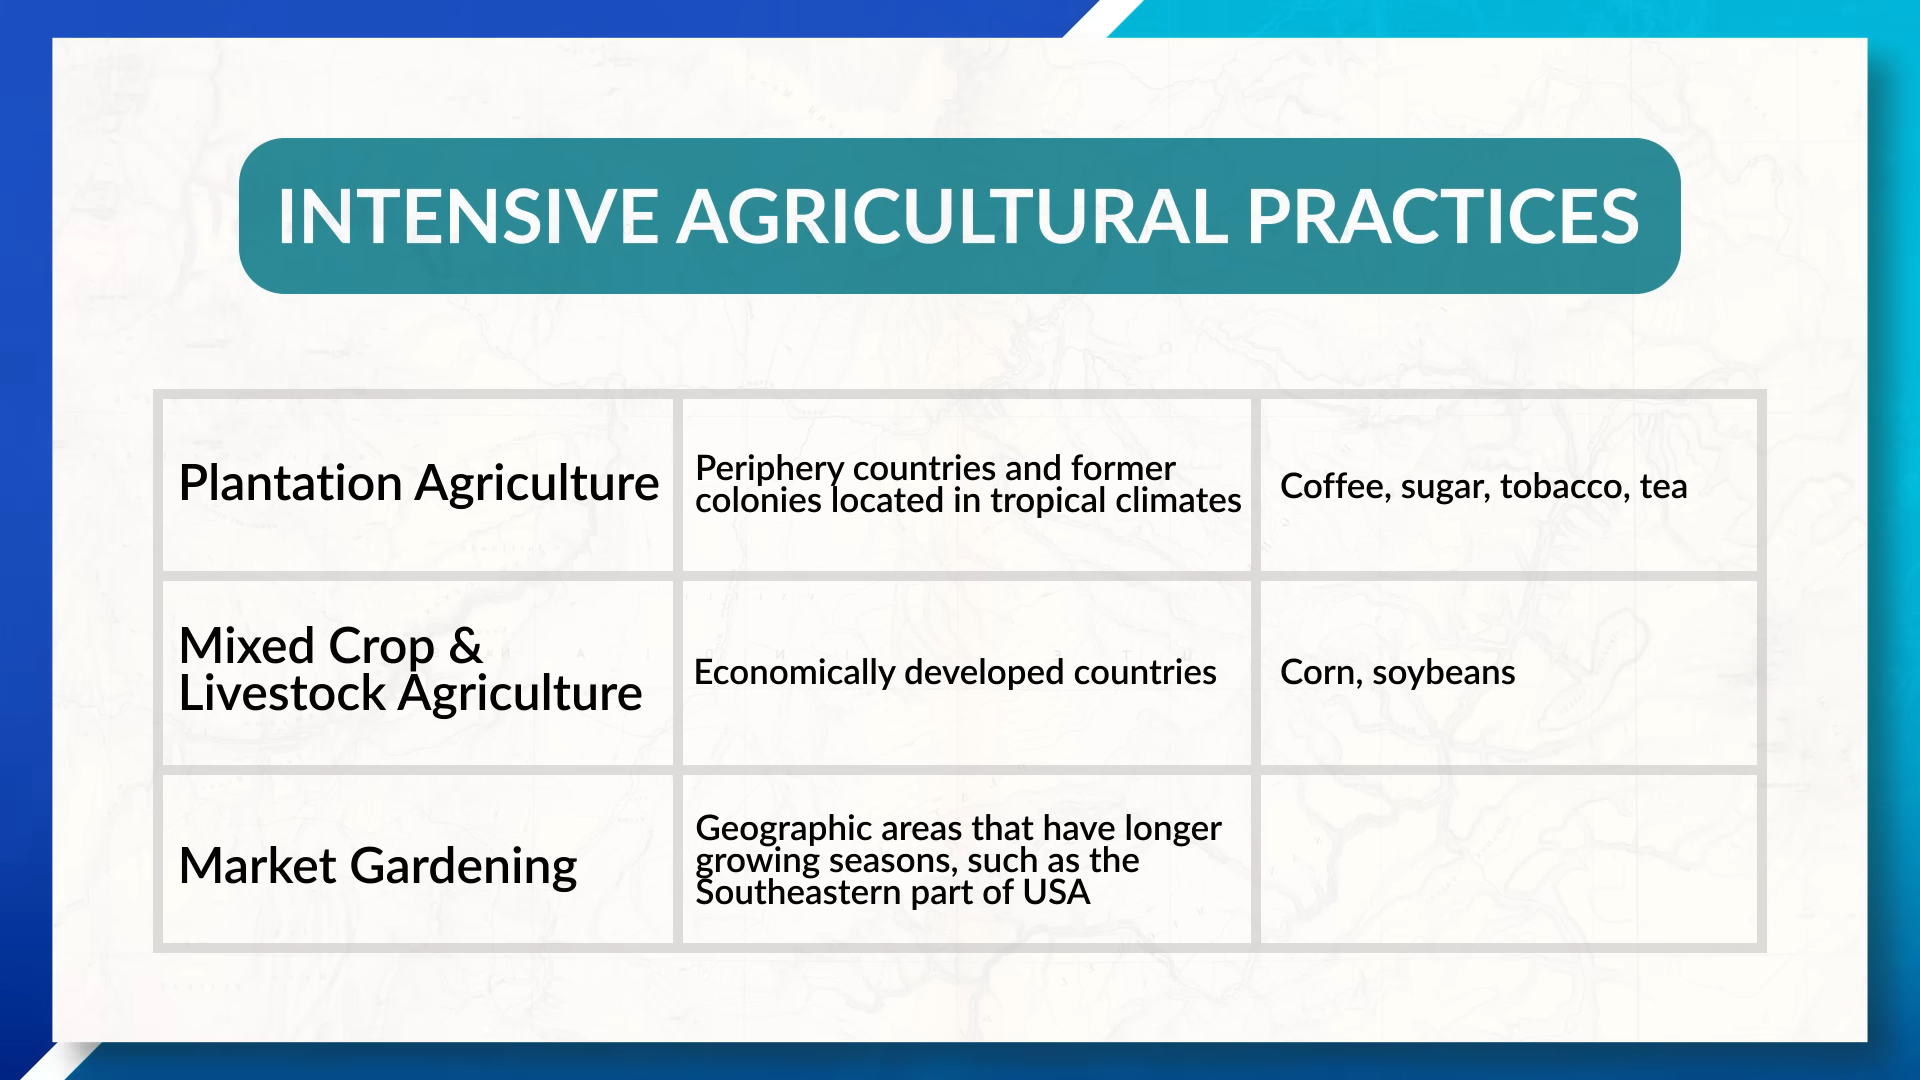 INTENSIVE AGRICULTURAL PRACTICES
Plantation Agriculture
Periphery countries and former
colonies located in tropical climates
Coffee, sugar, tobacco, tea
Mixed Crop &
Livestock Agriculture
Economically developed countries
Corn, soybeans
Market Gardening
Geographic areas that have longer
growing seasons, such as the
Southeastern part of USA